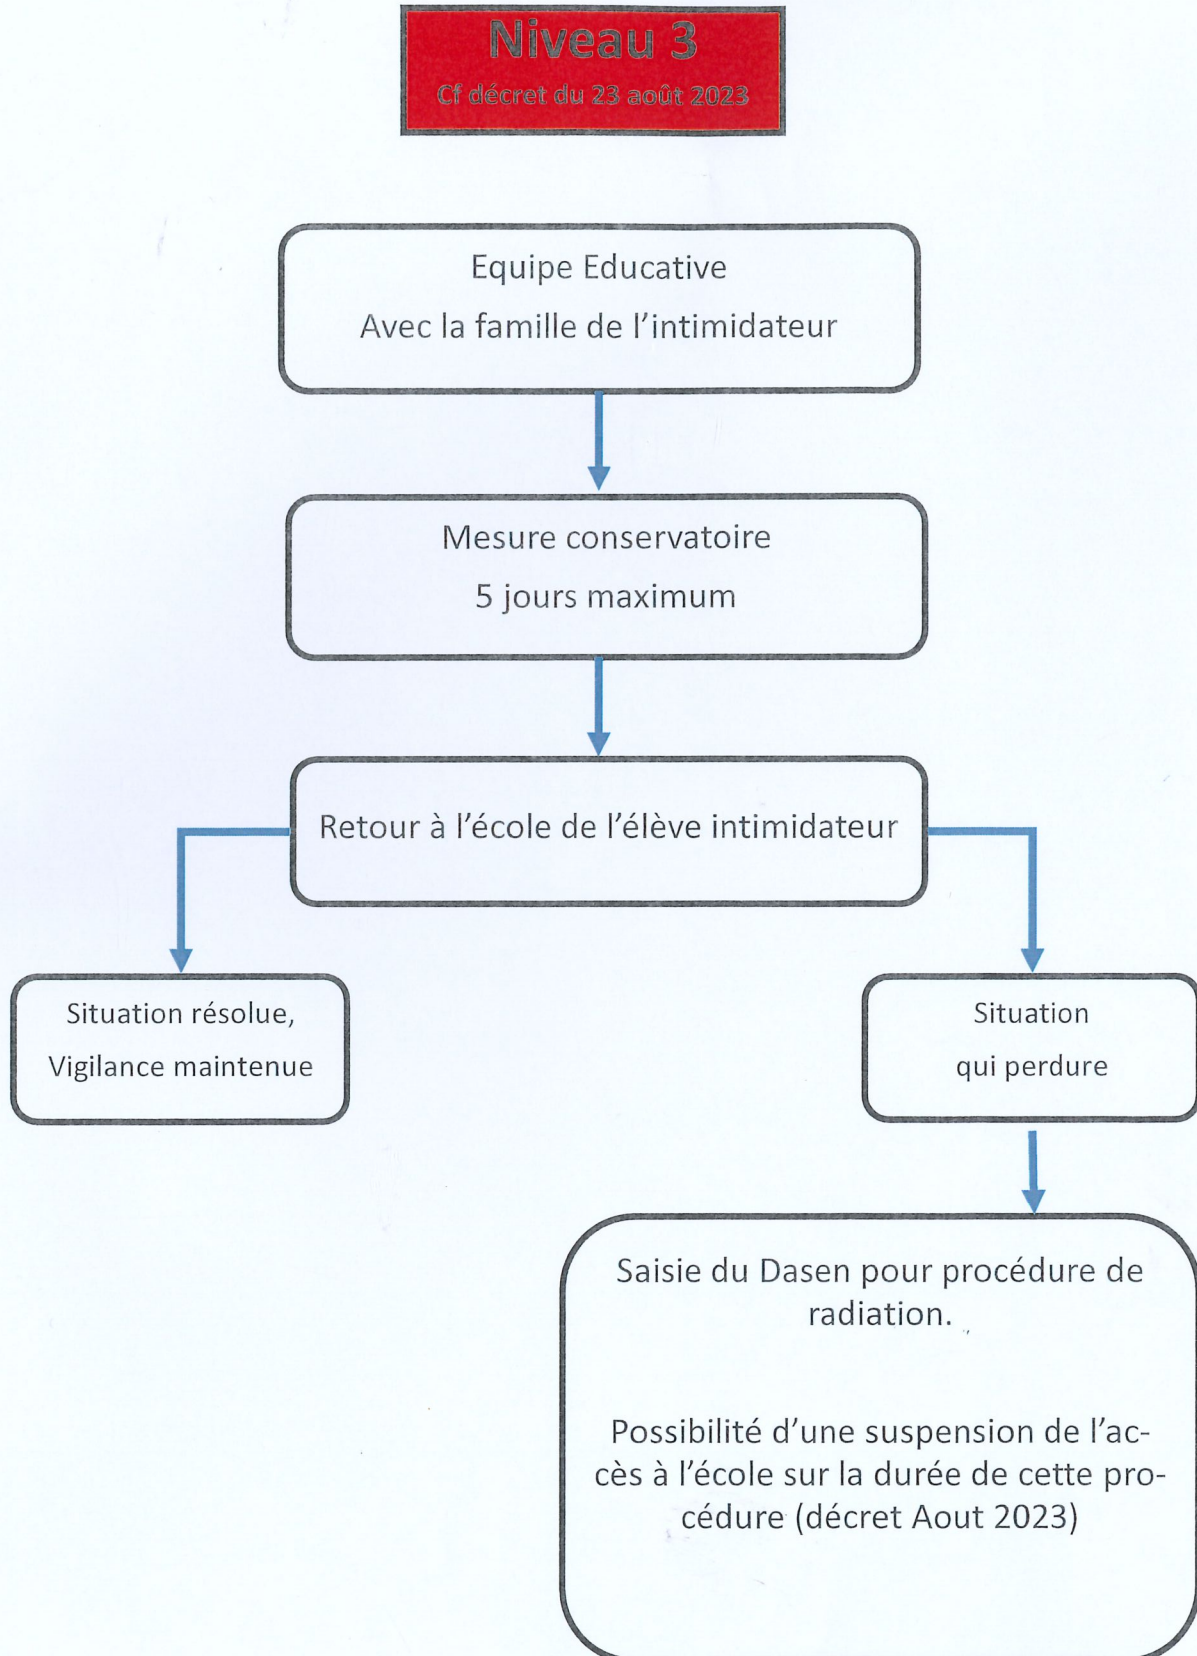 Niveau 3
Cf décret du 23 août 2023
Equipe Educative
Avec la famille de l'intimidateur
Mesure conservatoire
5 jours maximum
Retour à l'école de l'élève intimidateur
Situation résolue,
Vigilance maintenue
Situation
qui perdure
Saisie du Dasen pour procédure de
radiation.
Possibilité d'une suspension de l'ac-
cès à l'école sur la durée de cette pro-
cédure (décret Aout 2023)